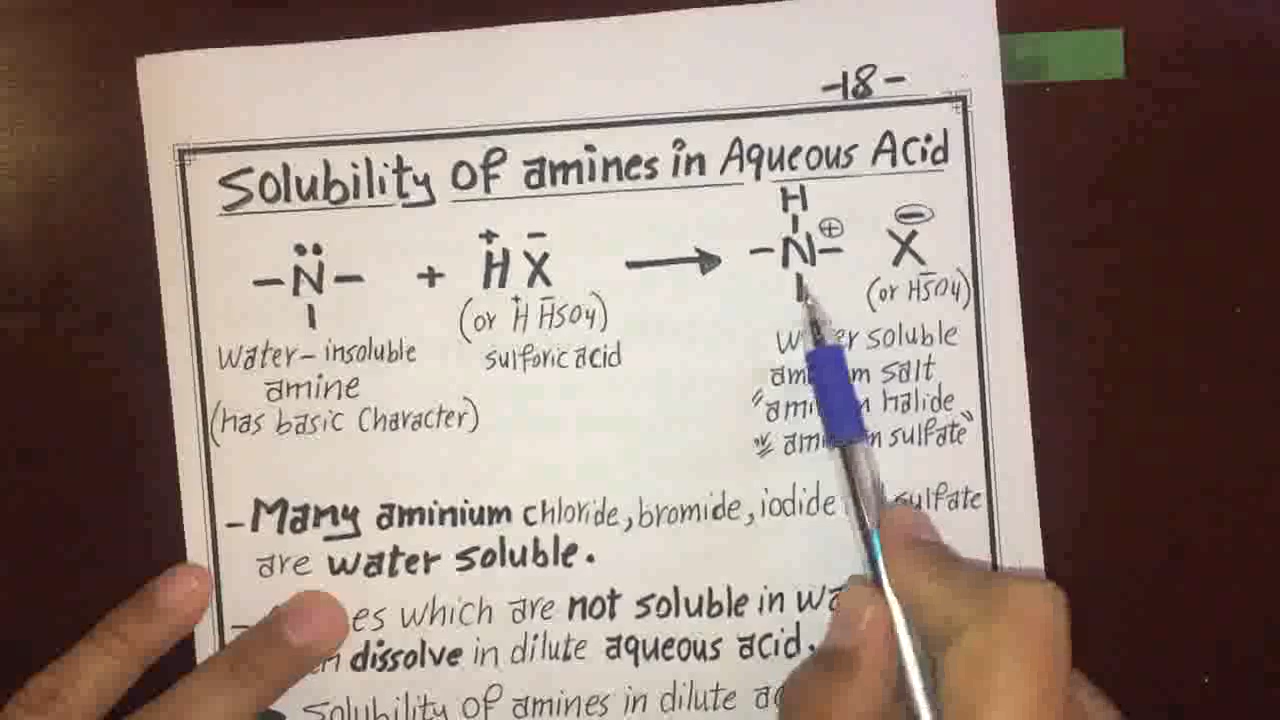 -18-
Solubility of amines in Aqueous Acid
H
-N̈- + H⁺ X⁻ → -N⊕- X⊖
(or H⁺ HSO4⁻) (or HSO4⁻)
Water-insoluble sulforic acid
amine
(has basic Character)
soluble
salt
halide
sulfate"
-Many aminium chloride, bromide, iodide sulfate
are water soluble.
- which are not soluble in
dissolve in dilute aqueous acid.
solubility of amines in dilute